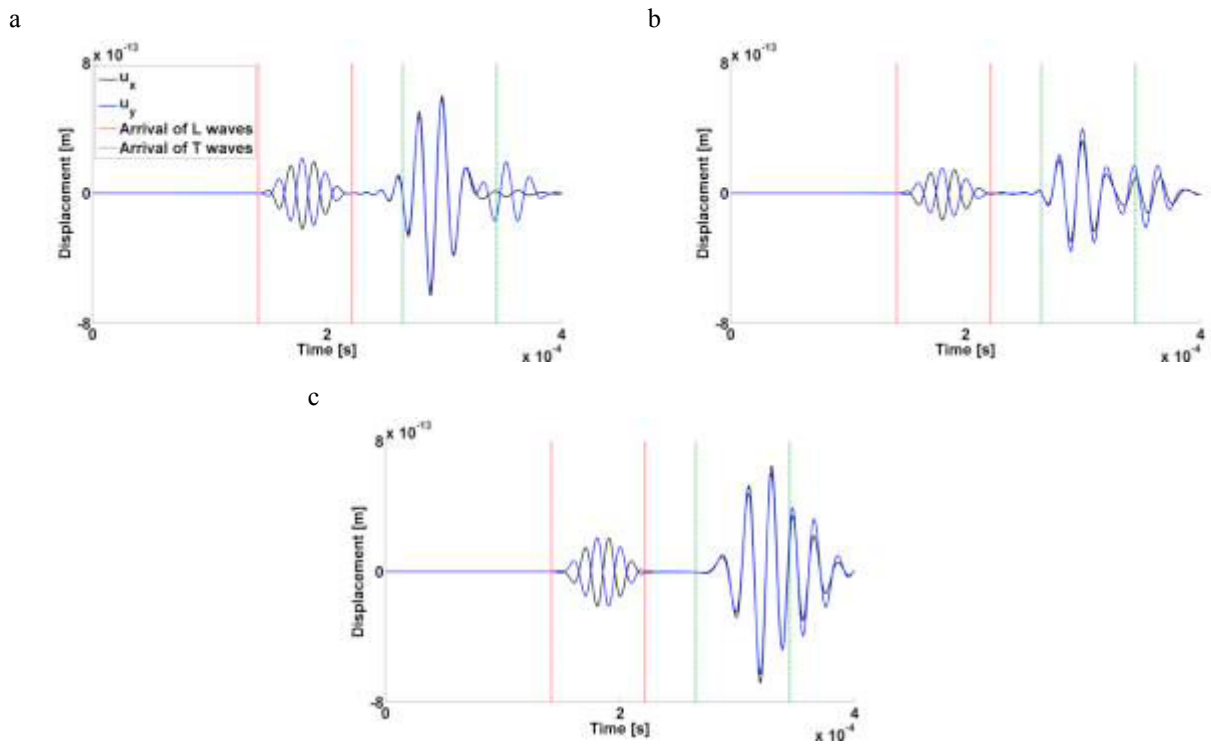 a
8 x 10^-13
u_x
u_y
Arrival of L waves
Arrival of T waves
Displacement [m]
0
-8
0
2
4
Time [s]
x 10^-4
b
8 x 10^-13
Displacement [m]
0
-8
0
2
4
Time [s]
x 10^-4
c
8 x 10^-13
Displacement [m]
0
-8
0
2
4
Time [s]
x 10^-4